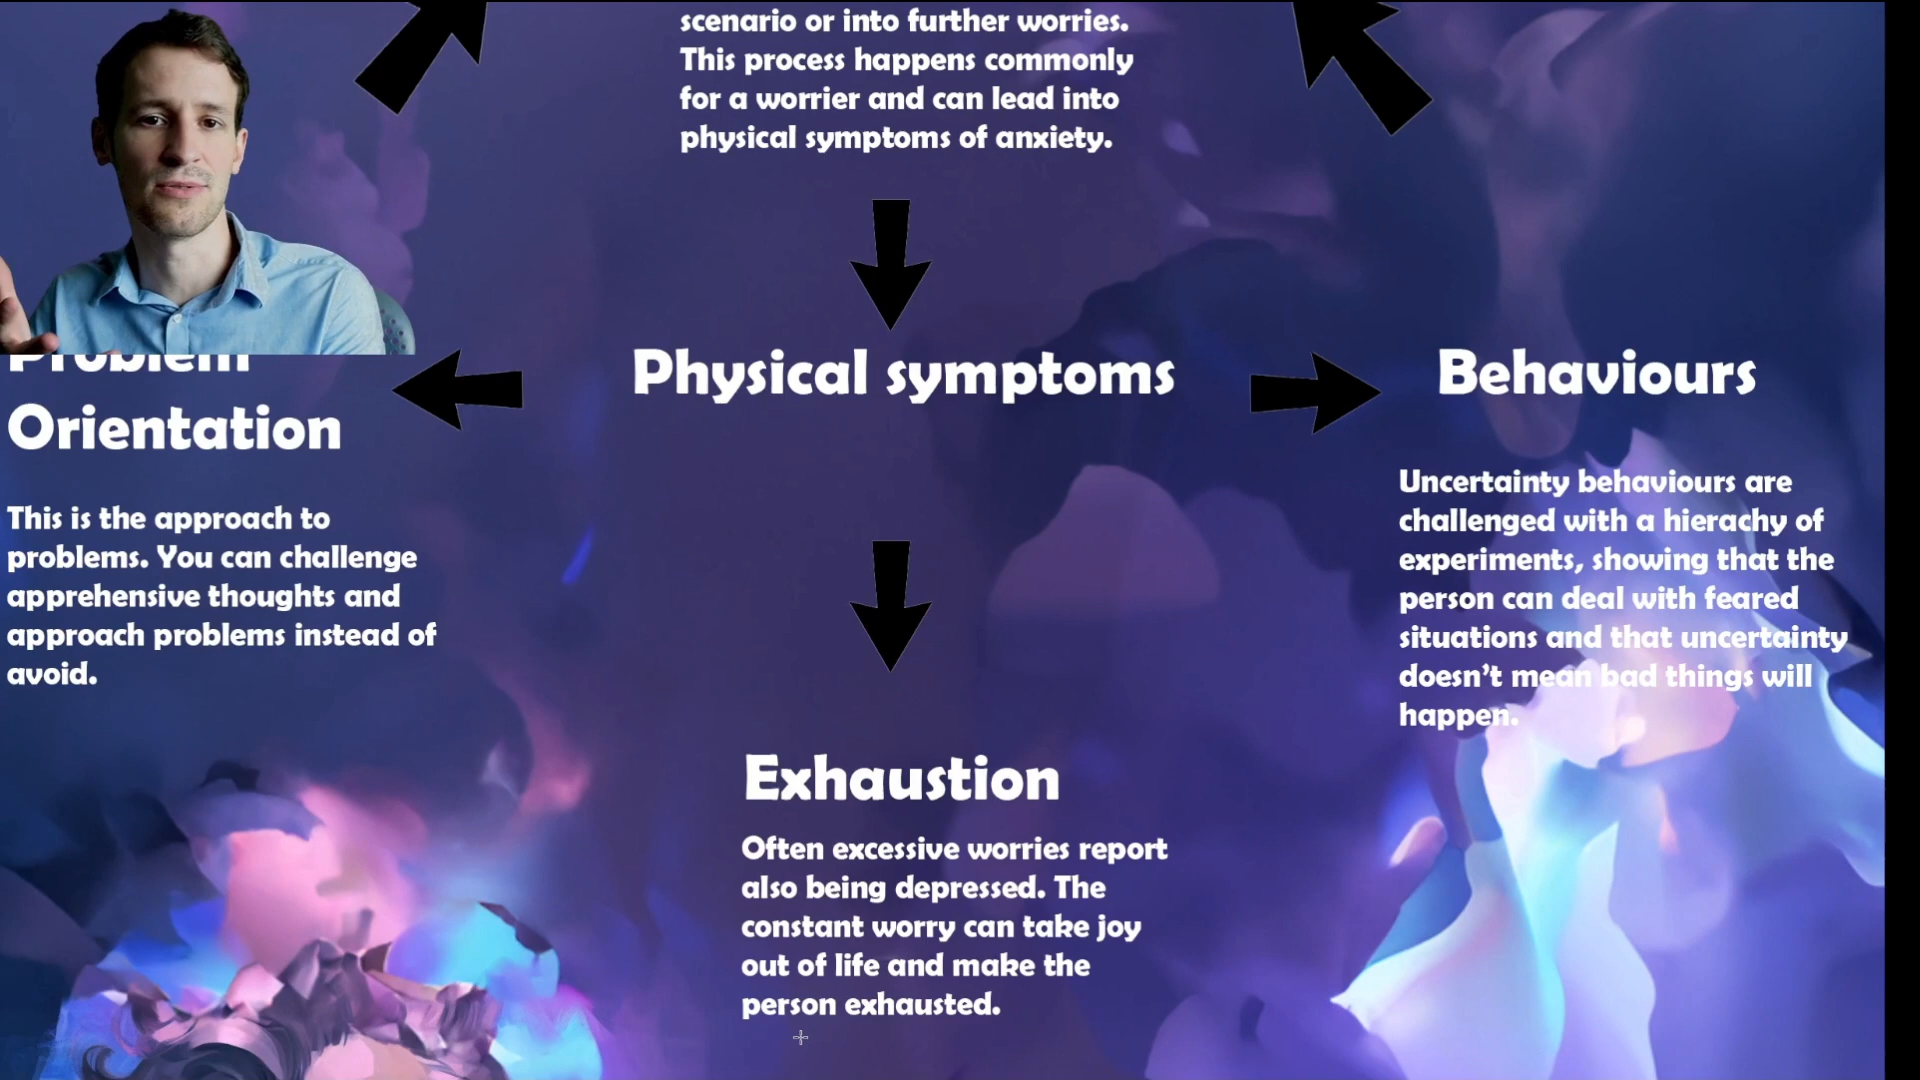 scenario or into further worries.
This process happens commonly
for a worrier and can lead into
physical symptoms of anxiety.
Physical symptoms
Problem
Orientation
This is the approach to
problems. You can challenge
apprehensive thoughts and
approach problems instead of
avoid.
Behaviours
Uncertainty behaviours are
challenged with a hierachy of
experiments, showing that the
person can deal with feared
situations and that uncertainty
doesn’t mean bad things will
happen.
Exhaustion
Often excessive worries report
also being depressed. The
constant worry can take joy
out of life and make the
person exhausted.